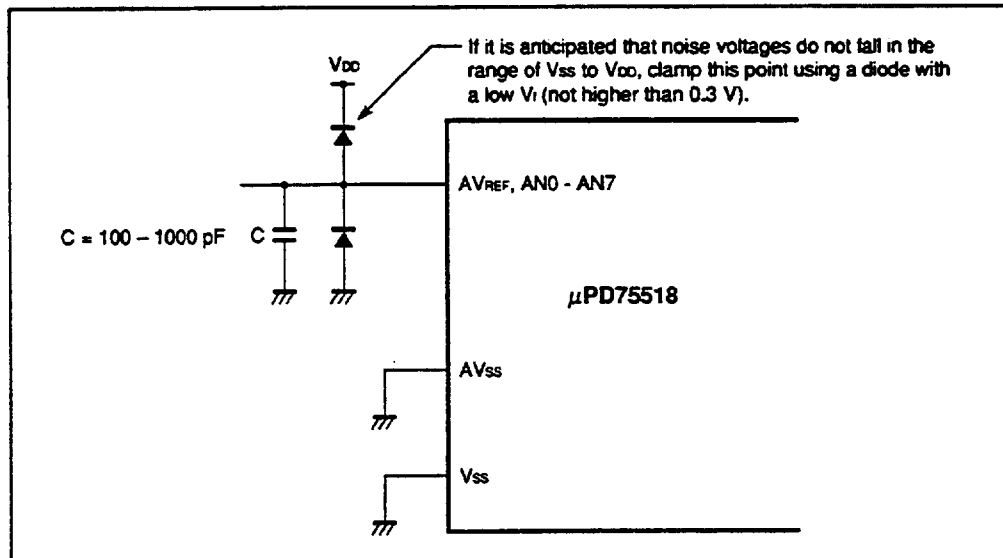 If it is anticipated that noise voltages do not fall in the
range of VSS to VDD, clamp this point using a diode with
a low Vf (not higher than 0.3 V).
VDD
AVREF, AN0 - AN7
C = 100 – 1000 pF
C
μPD75518
AVSS
VSS